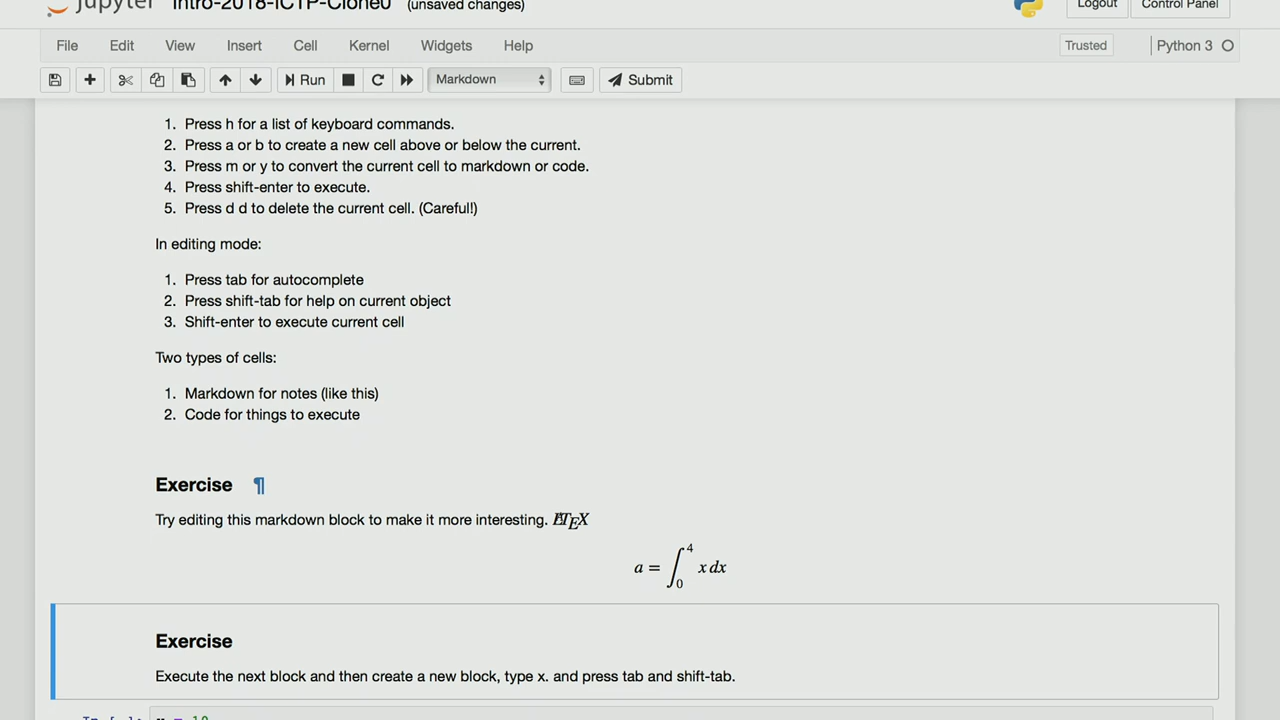 jupyter Intro-2018-ICTP-Clone0 (unsaved changes) Logout Control Panel
File Edit View Insert Cell Kernel Widgets Help Trusted Python 3
Run Markdown Submit
1. Press h for a list of keyboard commands.
2. Press a or b to create a new cell above or below the current.
3. Press m or y to convert the current cell to markdown or code.
4. Press shift-enter to execute.
5. Press d d to delete the current cell. (Careful!)
In editing mode:
1. Press tab for autocomplete
2. Press shift-tab for help on current object
3. Shift-enter to execute current cell
Two types of cells:
1. Markdown for notes (like this)
2. Code for things to execute
Exercise ¶
Try editing this markdown block to make it more interesting. LATEX
a = ∫₀⁴ x dx
Exercise
Execute the next block and then create a new block, type x. and press tab and shift-tab.